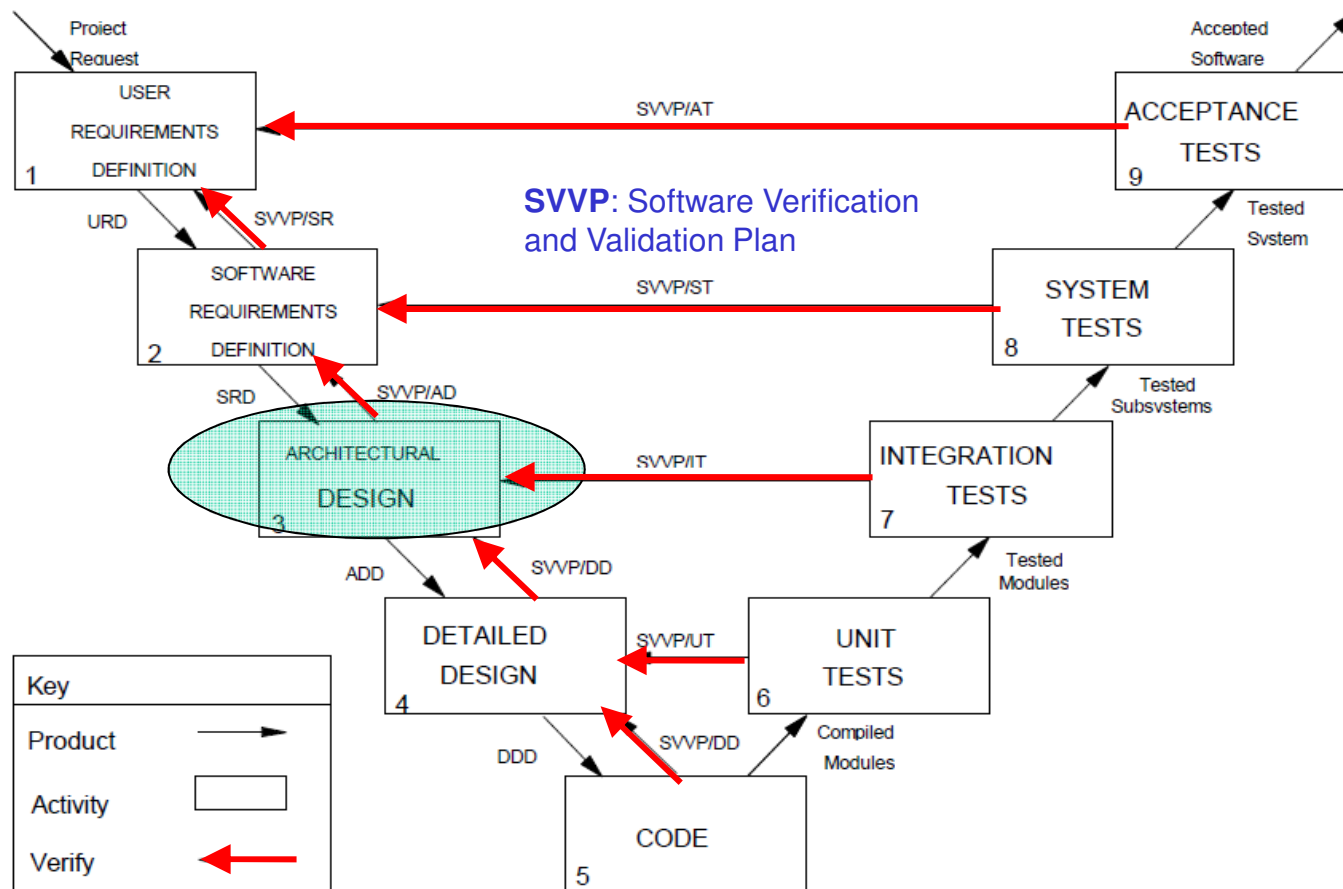 Project
Request
Accepted
Software
USER
REQUIREMENTS
DEFINITION
1
SVVP/AT
ACCEPTANCE
TESTS
9
URD
SVVP/SR
SVVP: Software Verification
and Validation Plan
Tested
System
SOFTWARE
REQUIREMENTS
DEFINITION
2
SVVP/ST
SYSTEM
TESTS
8
SRD
SVVP/AD
Tested
Subsystems
ARCHITECTURAL
DESIGN
3
SVVP/IT
INTEGRATION
TESTS
7
ADD
SVVP/DD
Tested
Modules
DETAILED
DESIGN
4
SVVP/UT
UNIT
TESTS
6
DDD
SVVP/DD
Compiled
Modules
CODE
5
Key
Product
Activity
Verify